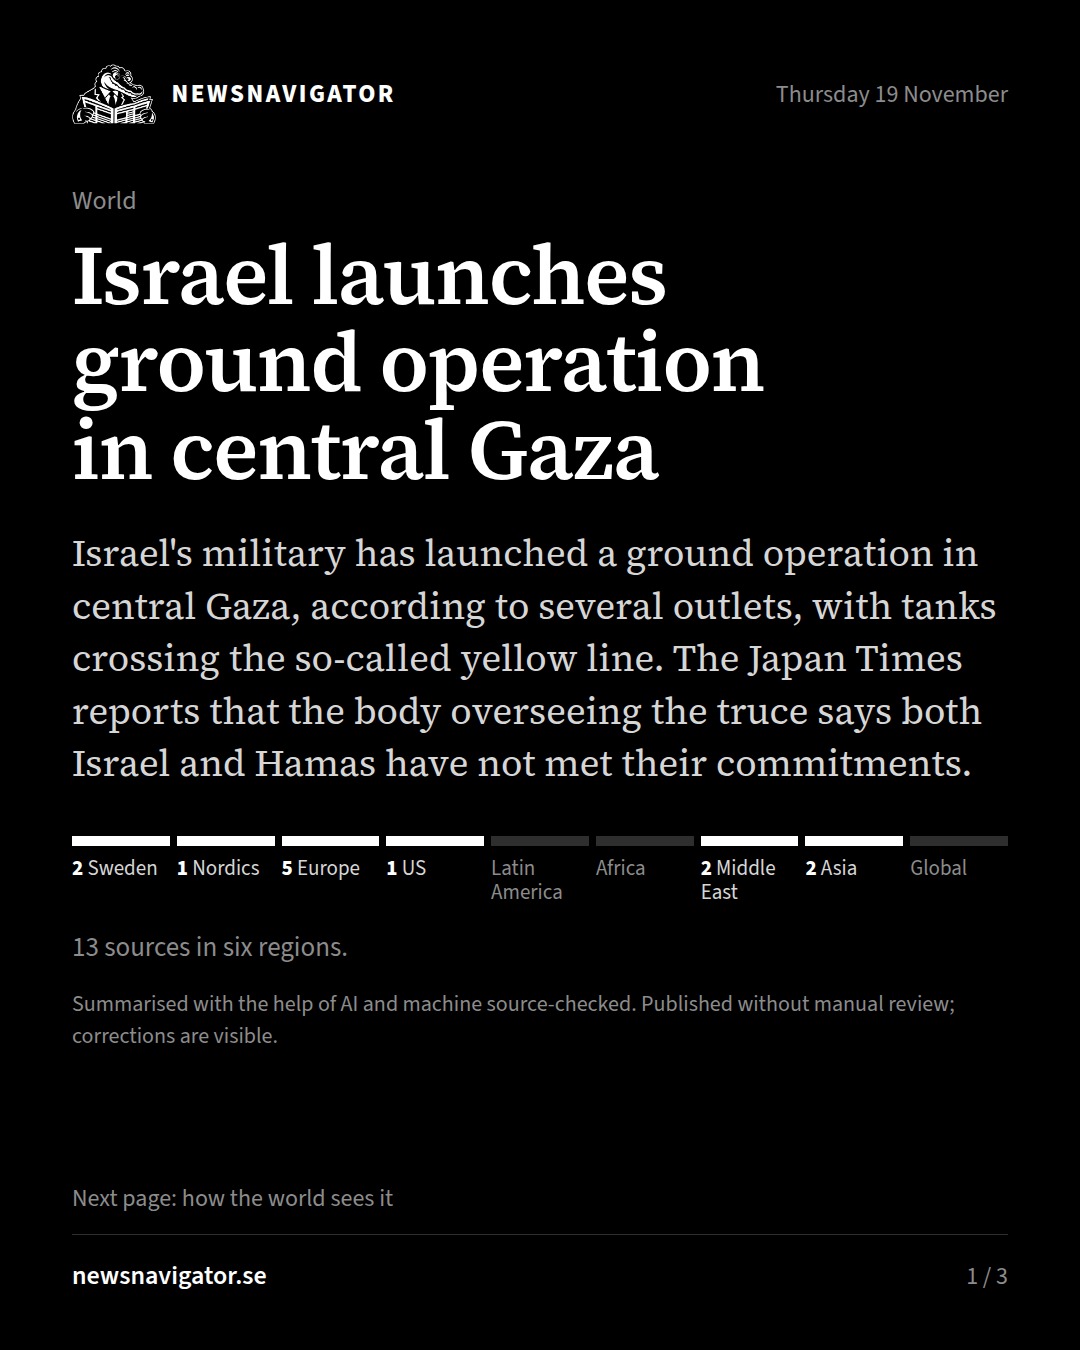 NEWSNAVIGATOR
Thursday 19 November
World
Israel launches
ground operation
in central Gaza
Israel's military has launched a ground operation in
central Gaza, according to several outlets, with tanks
crossing the so-called yellow line. The Japan Times
reports that the body overseeing the truce says both
Israel and Hamas have not met their commitments.
2 Sweden
1 Nordics
5 Europe
1 US
Latin
America
Africa
2 Middle
East
2 Asia
Global
13 sources in six regions.
Summarised with the help of AI and machine source-checked. Published without manual review;
corrections are visible.
Next page: how the world sees it
newsnavigator.se
1 / 3